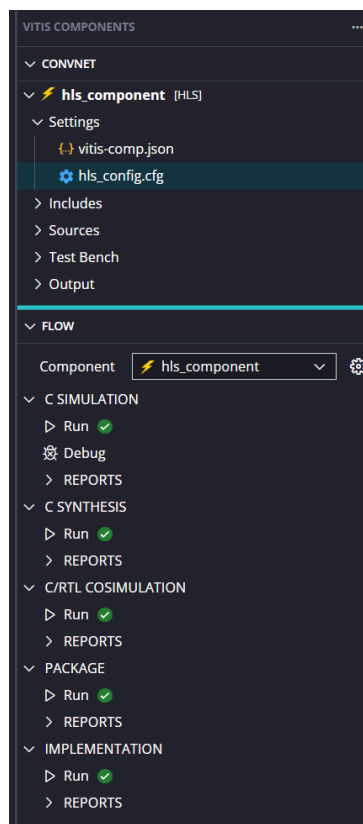 VITIS COMPONENTS ...
CONVNET
hls_component [HLS]
Settings
{..} vitis-comp.json
hls_config.cfg
Includes
Sources
Test Bench
Output
FLOW
Component hls_component
C SIMULATION
Run
Debug
REPORTS
C SYNTHESIS
Run
REPORTS
C/RTL COSIMULATION
Run
REPORTS
PACKAGE
Run
REPORTS
IMPLEMENTATION
Run
REPORTS